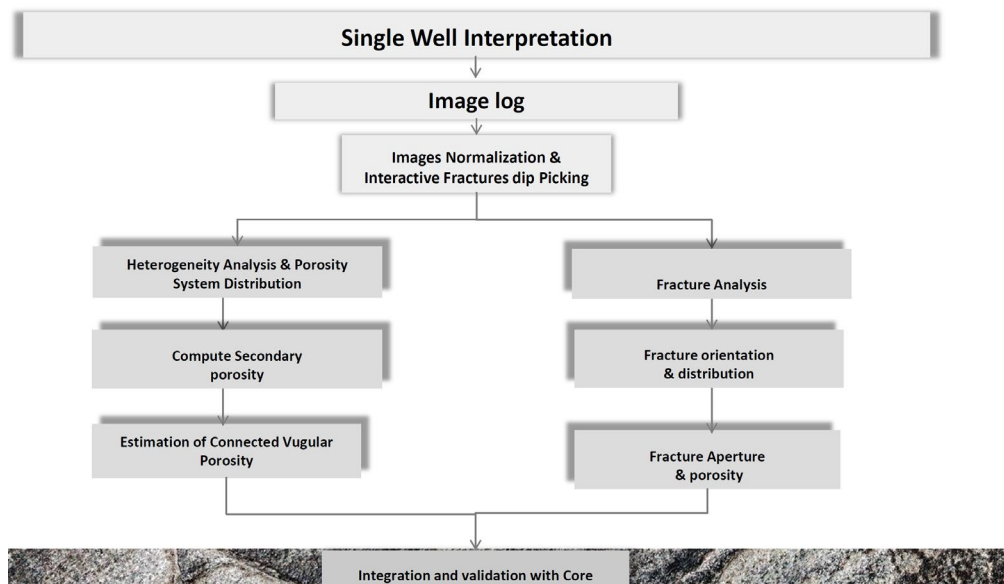 Single Well Interpretation
Image log
Images Normalization &
Interactive Fractures dip Picking
Heterogeneity Analysis & Porosity
System Distribution
Fracture Analysis
Compute Secondary
porosity
Fracture orientation
& distribution
Estimation of Connected Vugular
Porosity
Fracture Aperture
& porosity
Integration and validation with Core